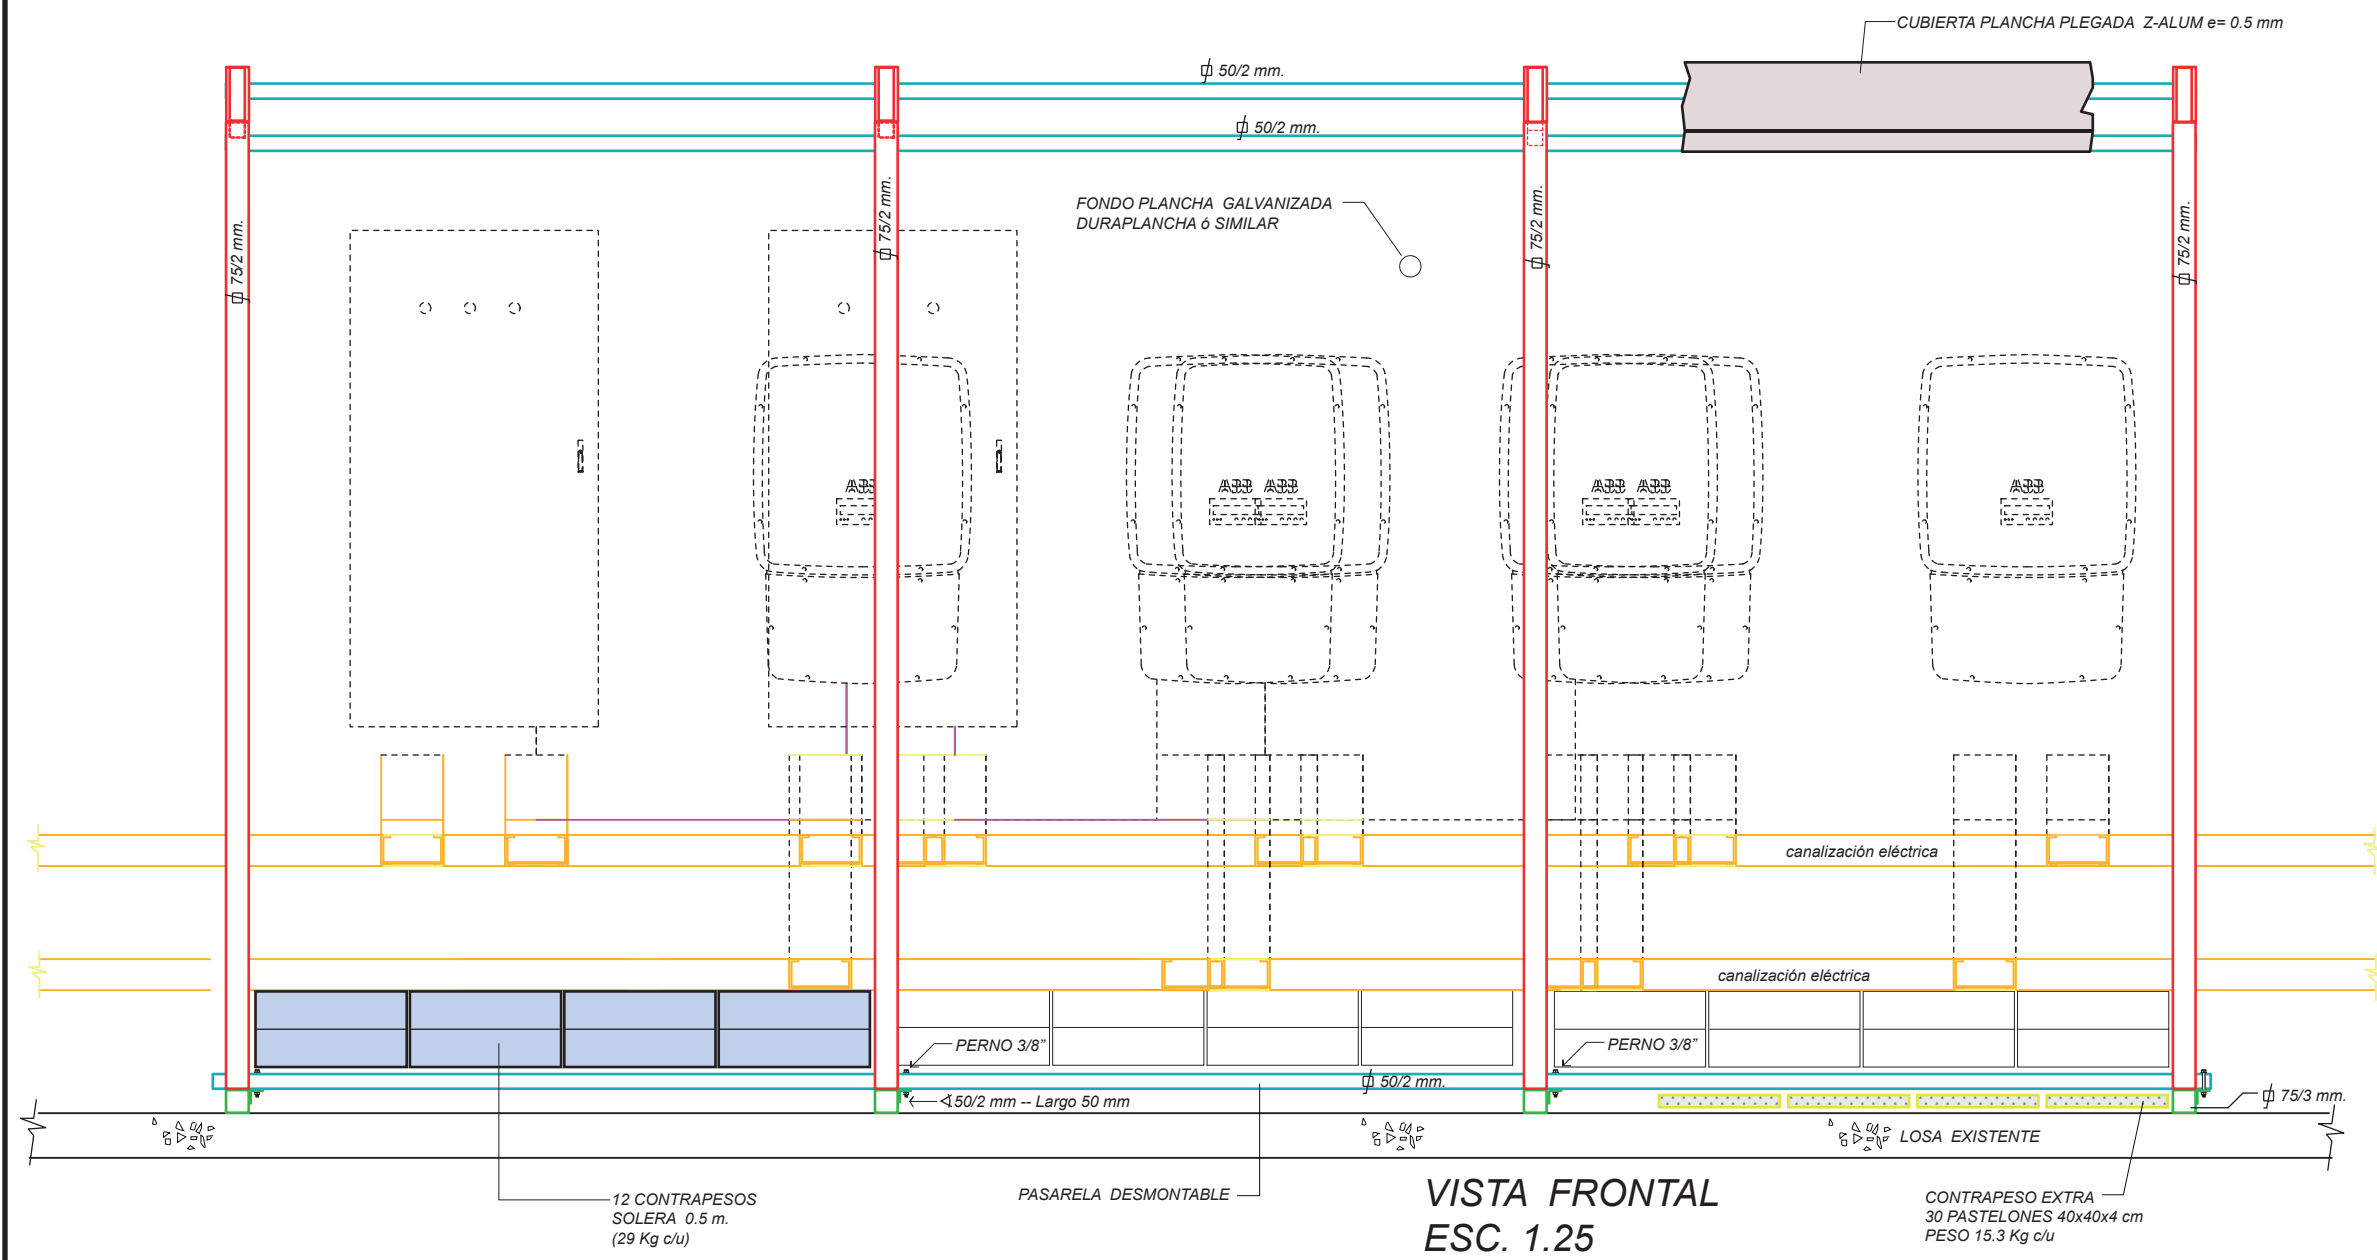 CUBIERTA PLANCHA PLEGADA Z-ALUM e= 0.5 mm
50/2 mm.
50/2 mm.
FONDO PLANCHA GALVANIZADA
DURAPLANCHA ó SIMILAR
75/2 mm.
75/2 mm.
75/2 mm.
75/2 mm.
ABB
ABB ABB
ABB ABB
ABB
canalización eléctrica
canalización eléctrica
PERNO 3/8”
PERNO 3/8”
50/2 mm.
50/2 mm -- Largo 50 mm
75/3 mm.
LOSA EXISTENTE
12 CONTRAPESOS
SOLERA 0.5 m.
(29 Kg c/u)
PASARELA DESMONTABLE
VISTA FRONTAL
ESC. 1.25
CONTRAPESO EXTRA
30 PASTELONES 40x40x4 cm
PESO 15.3 Kg c/u